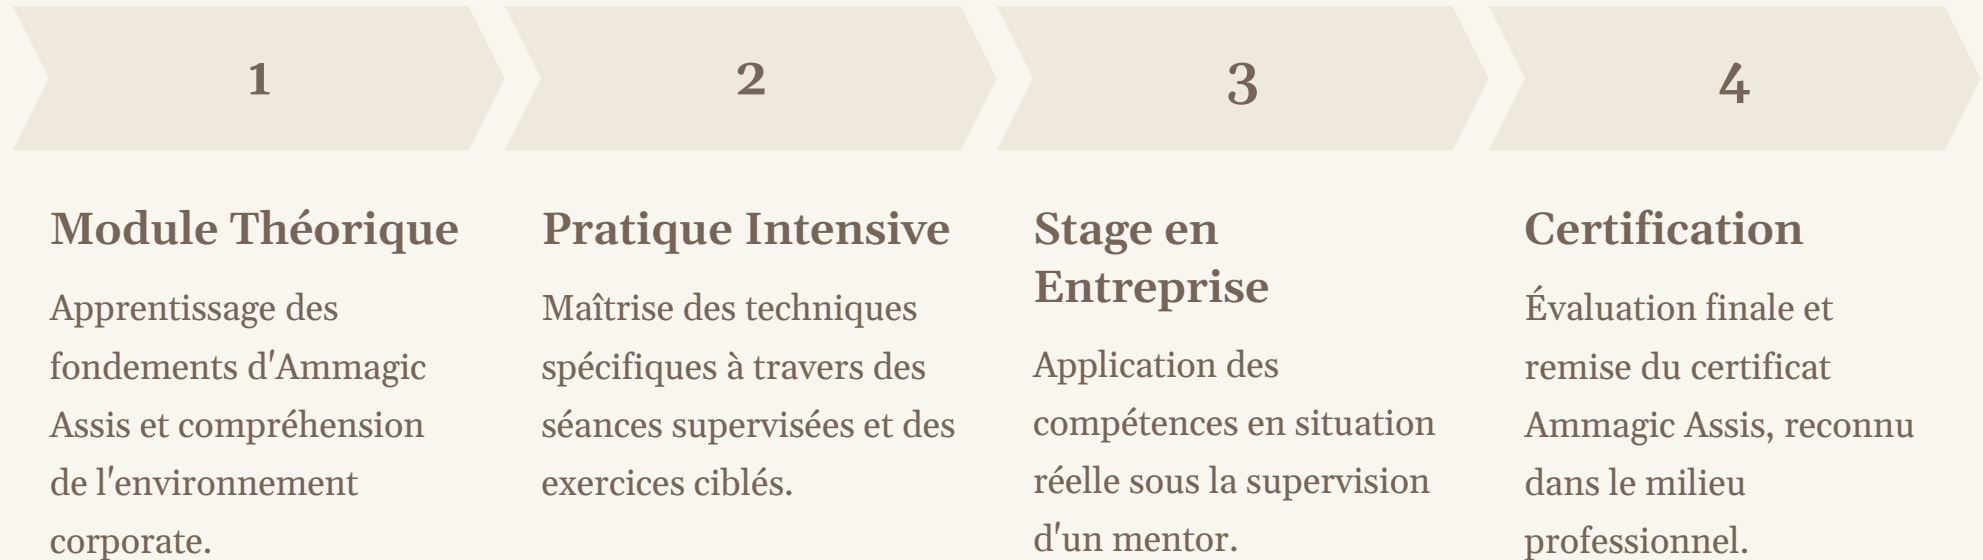 1
2
3
4
Module Théorique
Apprentissage des
fondements d'Ammagic
Assis et compréhension
de l'environnement
corporate.
Pratique Intensive
Maîtrise des techniques
spécifiques à travers des
séances supervisées et des
exercices ciblés.
Stage en
Entreprise
Application des
compétences en situation
réelle sous la supervision
d'un mentor.
Certification
Évaluation finale et
remise du certificat
Ammagic Assis, reconnu
dans le milieu
professionnel.